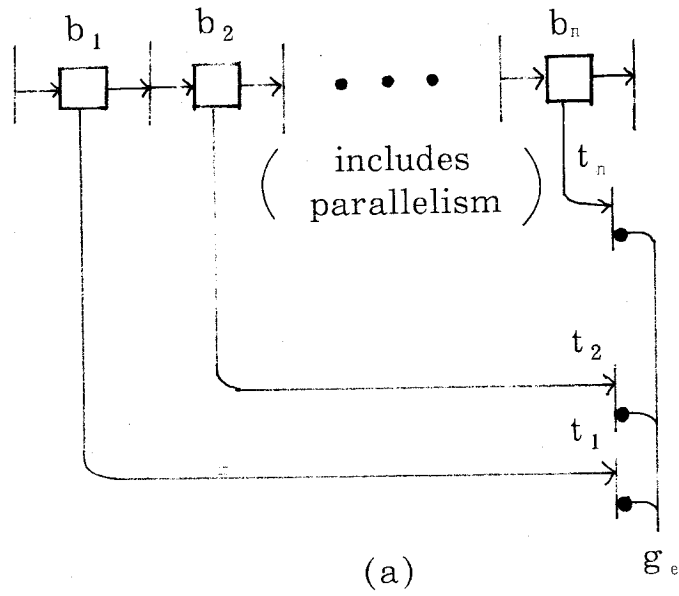 b₁ b₂ bₙ
( includes
parallelism )
tₙ
t₂
t₁
gₑ
(a)